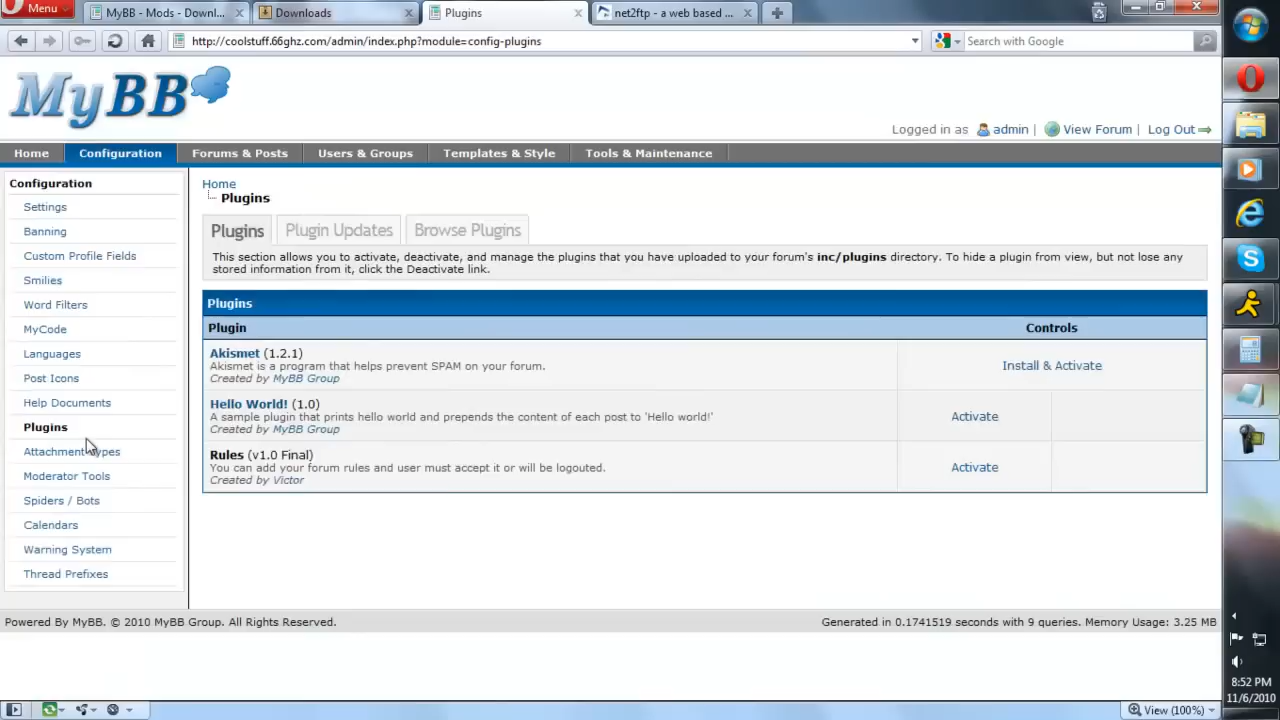 Menu
MyBB - Mods - Downl...
Downloads
Plugins
net2ftp - a web based ...
http://coolstuff.66ghz.com/admin/index.php?module=config-plugins
Search with Google
MyBB
Logged in as admin | View Forum | Log Out
Home
Configuration
Forums & Posts
Users & Groups
Templates & Style
Tools & Maintenance
Configuration
Settings
Banning
Custom Profile Fields
Smilies
Word Filters
MyCode
Languages
Post Icons
Help Documents
Plugins
Attachment Types
Moderator Tools
Spiders / Bots
Calendars
Warning System
Thread Prefixes
Home
Plugins
Plugins
Plugin Updates
Browse Plugins
This section allows you to activate, deactivate, and manage the plugins that you have uploaded to your forum's inc/plugins directory. To hide a plugin from view, but not lose any
stored information from it, click the Deactivate link.
Plugins
Plugin
Controls
Akismet (1.2.1)
Akismet is a program that helps prevent SPAM on your forum.
Created by MyBB Group
Install & Activate
Hello World! (1.0)
A sample plugin that prints hello world and prepends the content of each post to 'Hello world!'
Created by MyBB Group
Activate
Rules (v1.0 Final)
You can add your forum rules and user must accept it or will be logouted.
Created by Victor
Activate
Powered By MyBB. © 2010 MyBB Group. All Rights Reserved.
Generated in 0.1741519 seconds with 9 queries. Memory Usage: 3.25 MB
View (100%)
8:52 PM
11/6/2010